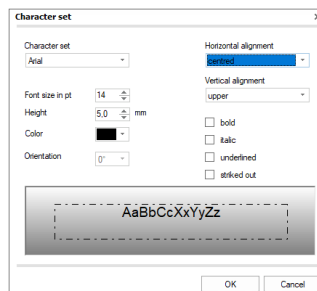 Character set
Character set
Arial
Horizontal alignment
centred
Vertical alignment
upper
Font size in pt
14
Height
5,0
mm
Color
Orientation
0°
bold
italic
underlined
striked out
AaBbCcXxYyZz
OK
Cancel